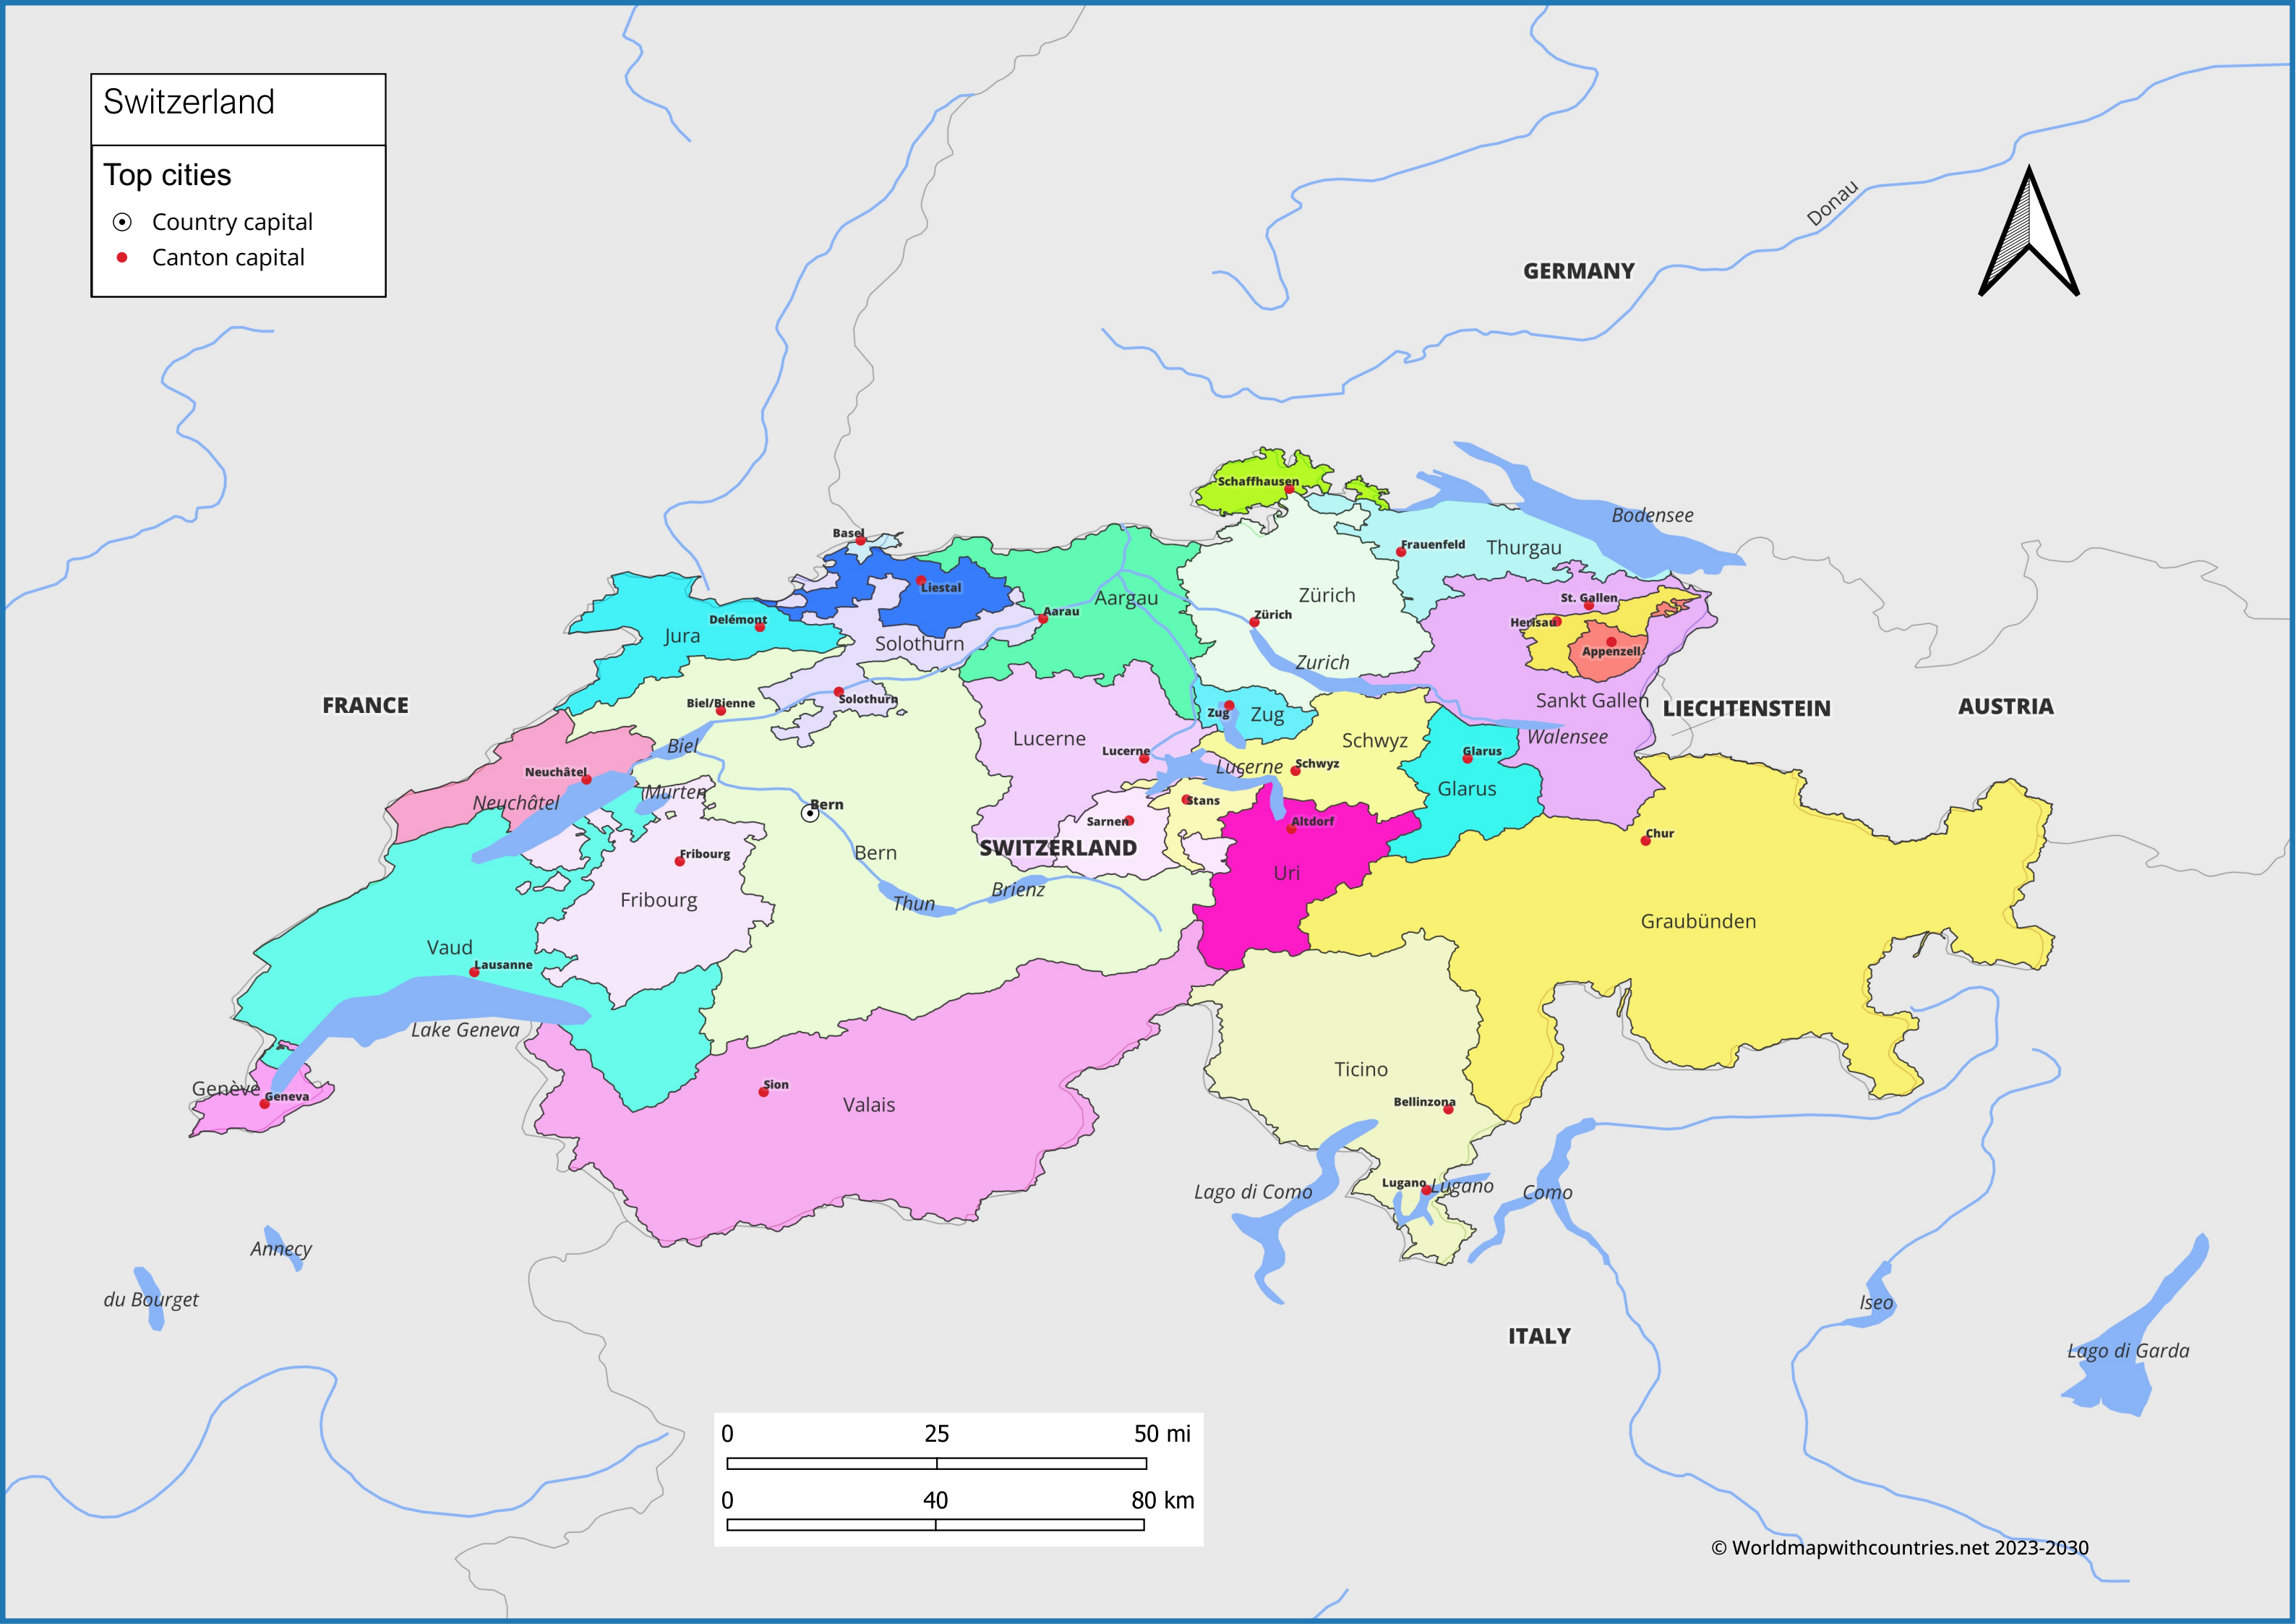 Switzerland
Top cities
Country capital
Canton capital
Donau
GERMANY
Schaffhausen
Bodensee
Basel
Frauenfeld
Thurgau
Liestal
Aargau
Zürich
St. Gallen
Aarau
Zürich
Delémont
Herisau
Jura
Solothurn
Appenzell
Zurich
FRANCE
Biel/Bienne
Solothurn
Sankt Gallen
LIECHTENSTEIN
AUSTRIA
Zug
Zug
Biel
Lucerne
Schwyz
Walensee
Lucerne
Glarus
Neuchâtel
Lucerne
Schwyz
Neuchâtel
Murten
Glarus
Bern
Stans
Sarnen
Altdorf
Chur
Fribourg
Bern
SWITZERLAND
Uri
Fribourg
Thun
Brienz
Graubünden
Vaud
Lausanne
Lake Geneva
Genève
Geneva
Sion
Valais
Ticino
Bellinzona
Lago di Como
Lugano
Lugano
Como
Annecy
du Bourget
Iseo
ITALY
Lago di Garda
0 25 50 mi
0 40 80 km
© Worldmapwithcountries.net 2023-2030